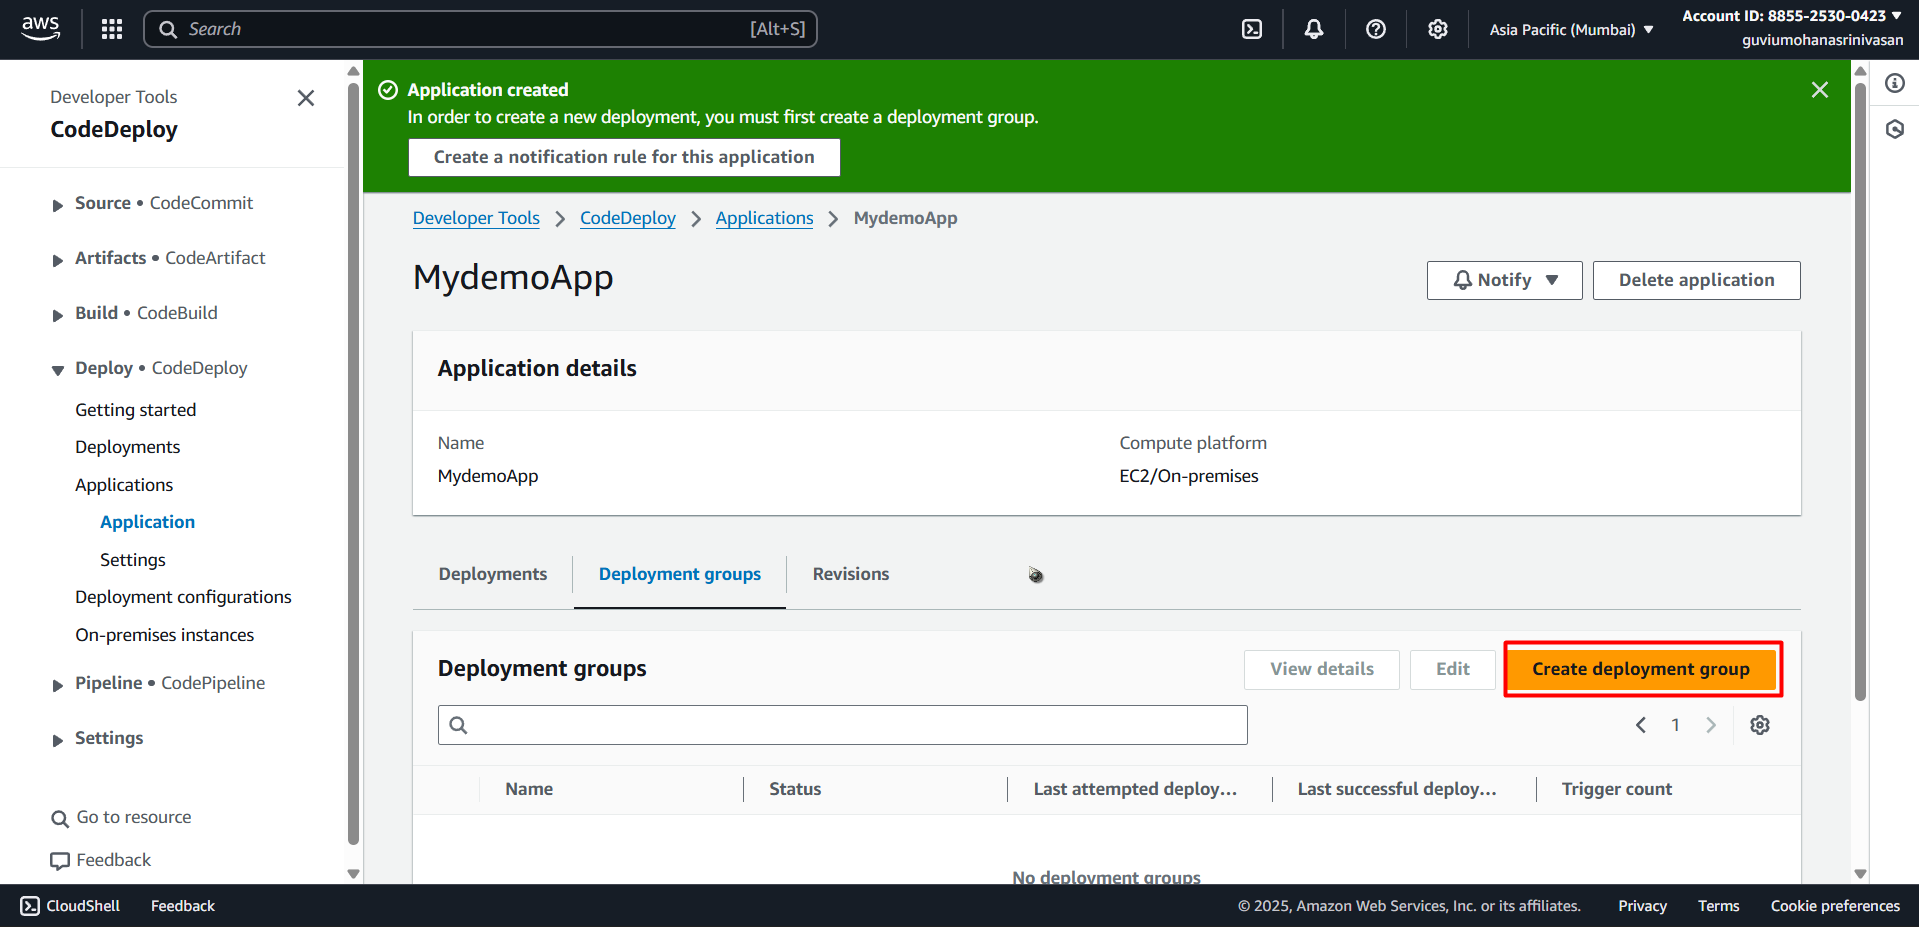 aws
Search [Alt+S]
Asia Pacific (Mumbai)
Account ID: 8855-2530-0423
guviumohanasrinivasan
Developer Tools
CodeDeploy
Source • CodeCommit
Artifacts • CodeArtifact
Build • CodeBuild
Deploy • CodeDeploy
Getting started
Deployments
Applications
Application
Settings
Deployment configurations
On-premises instances
Pipeline • CodePipeline
Settings
Go to resource
Feedback
Application created
In order to create a new deployment, you must first create a deployment group.
Create a notification rule for this application
Developer Tools > CodeDeploy > Applications > MydemoApp
MydemoApp
Notify
Delete application
Application details
Name
MydemoApp
Compute platform
EC2/On-premises
Deployments
Deployment groups
Revisions
Deployment groups
View details
Edit
Create deployment group
1
Name
Status
Last attempted deploy...
Last successful deploy...
Trigger count
No deployment groups
CloudShell
Feedback
© 2025, Amazon Web Services, Inc. or its affiliates.
Privacy
Terms
Cookie preferences